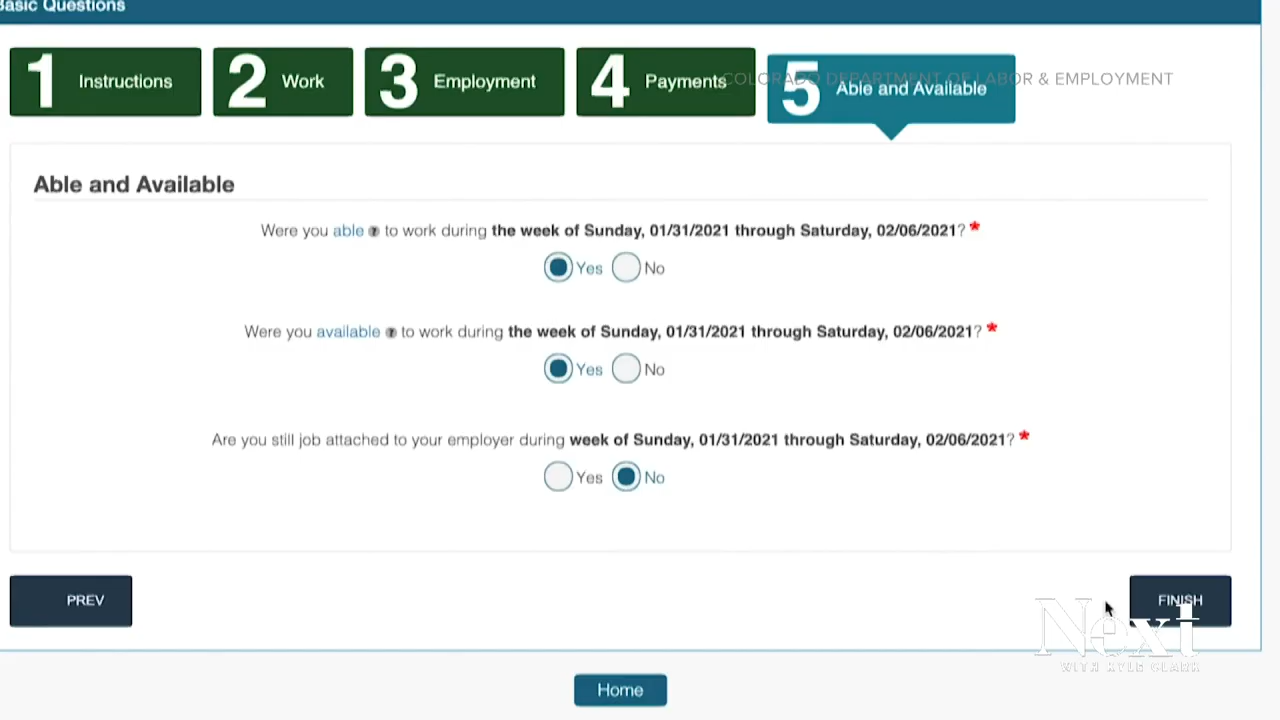 Basic Questions
1 Instructions
2 Work
3 Employment
4 Payments
5 Able and Available
COLORADO DEPARTMENT OF LABOR & EMPLOYMENT
Able and Available
Were you able ? to work during the week of Sunday, 01/31/2021 through Saturday, 02/06/2021? *
Yes No
Were you available ? to work during the week of Sunday, 01/31/2021 through Saturday, 02/06/2021? *
Yes No
Are you still job attached to your employer during week of Sunday, 01/31/2021 through Saturday, 02/06/2021? *
Yes No
PREV
FINISH
Next
WITH KYLE CLARK
Home